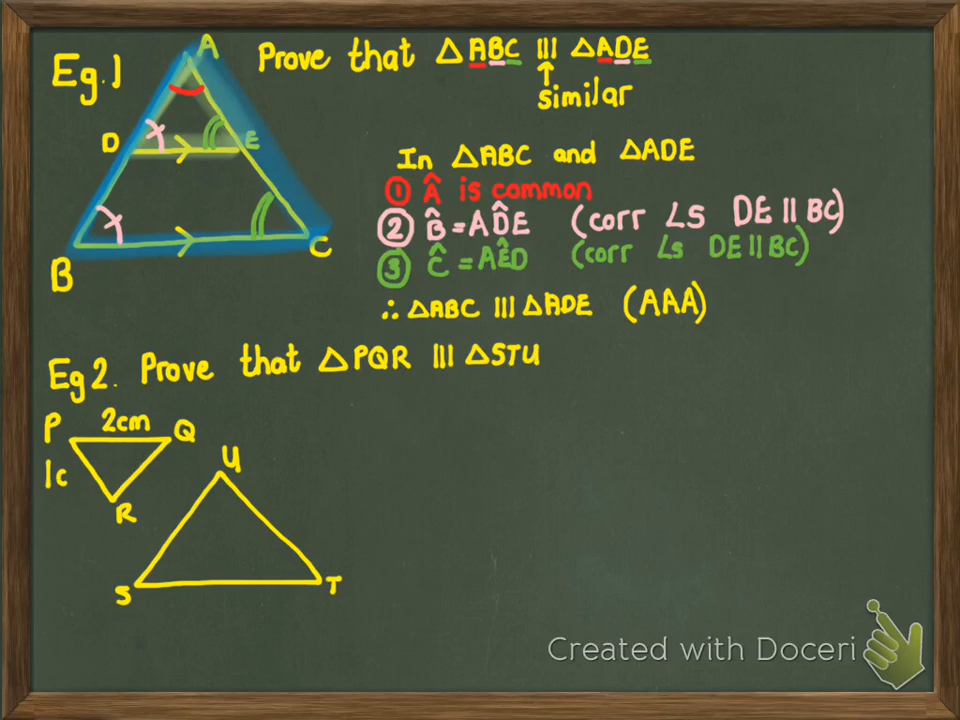 Eg.1
Prove that △ABC ||| △ADE
similar
A
D
E
B
C
In △ABC and △ADE
① Â is common
② B̂ = AD̂E (corr ∠s DE || BC)
③ Ĉ = AÊD (corr ∠s DE || BC)
∴ △ABC ||| △ADE (AAA)
Eg 2. Prove that △PQR ||| △STU
P
2cm
Q
1c
R
U
S
T
Created with Doceri